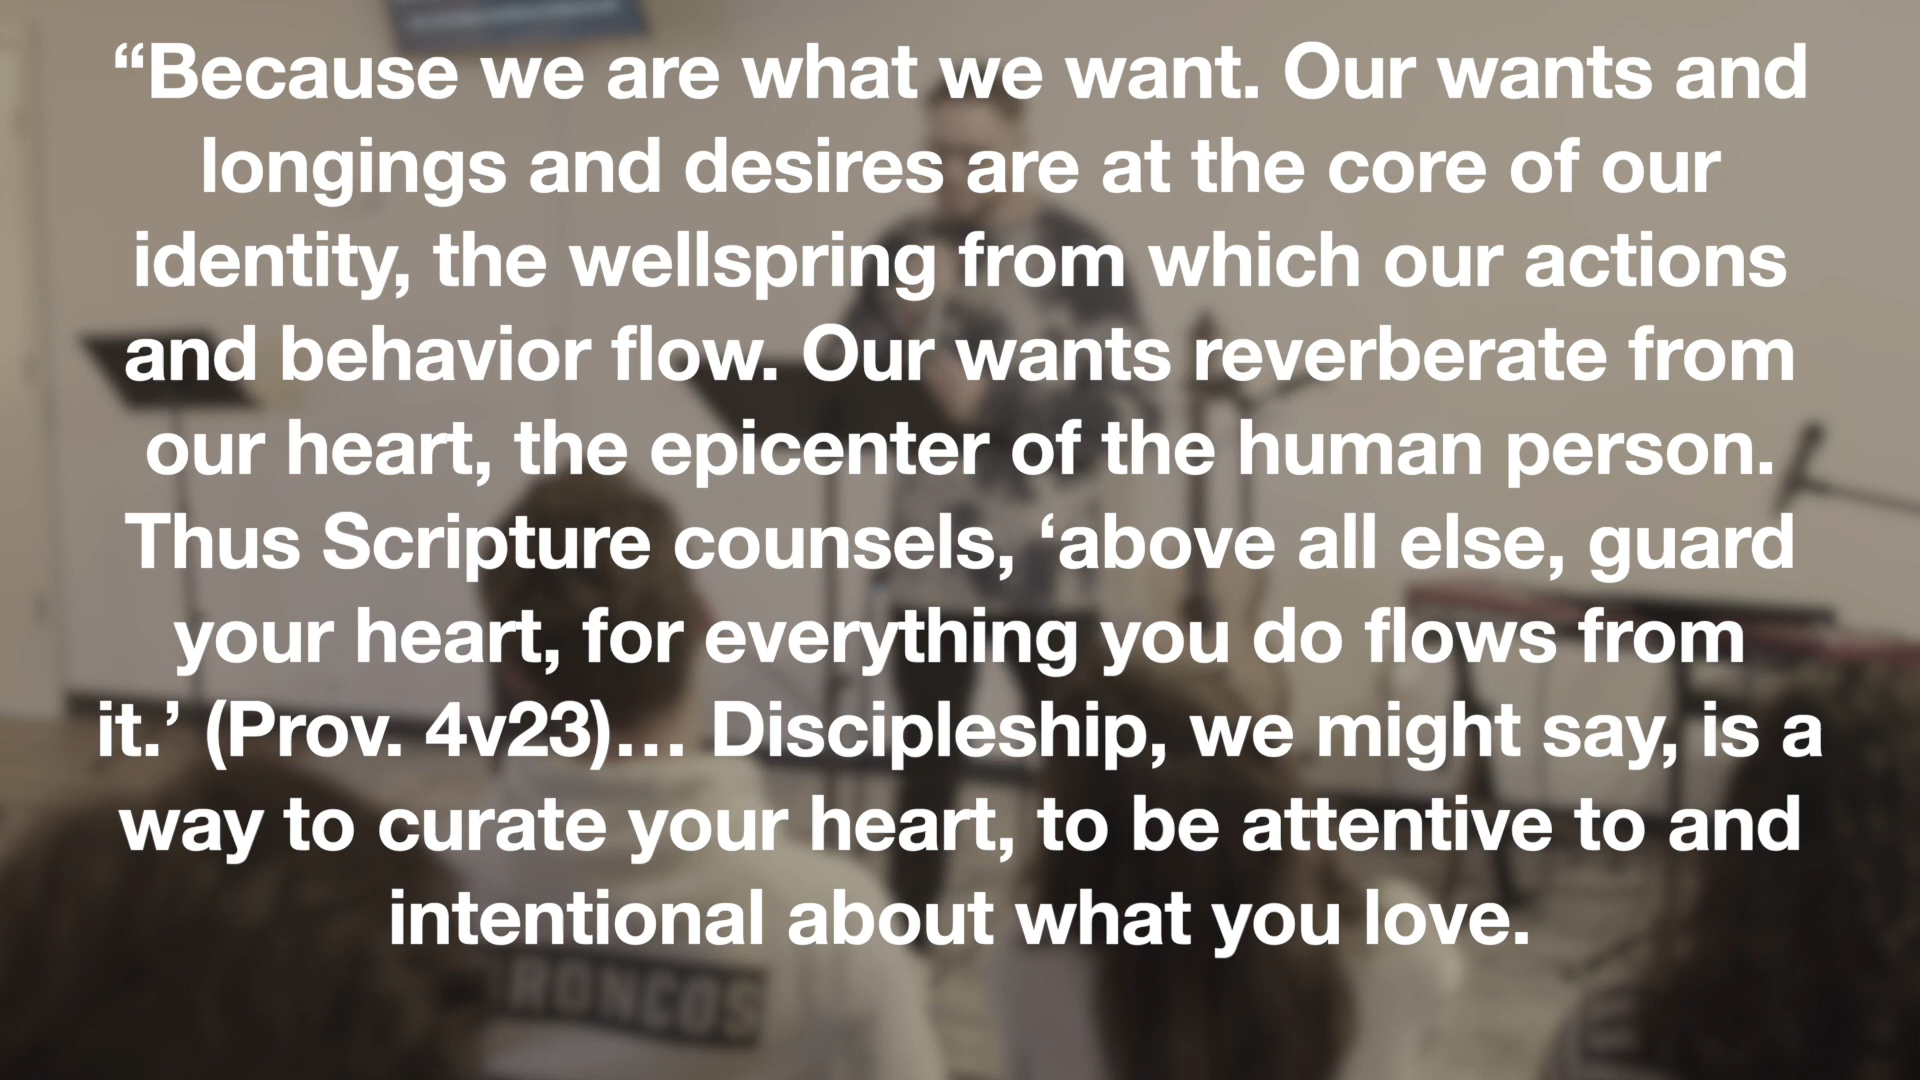 “Because we are what we want. Our wants and
longings and desires are at the core of our
identity, the wellspring from which our actions
and behavior flow. Our wants reverberate from
our heart, the epicenter of the human person.
Thus Scripture counsels, ‘above all else, guard
your heart, for everything you do flows from
it.’ (Prov. 4v23)… Discipleship, we might say, is a
way to curate your heart, to be attentive to and
intentional about what you love.
RONCOS